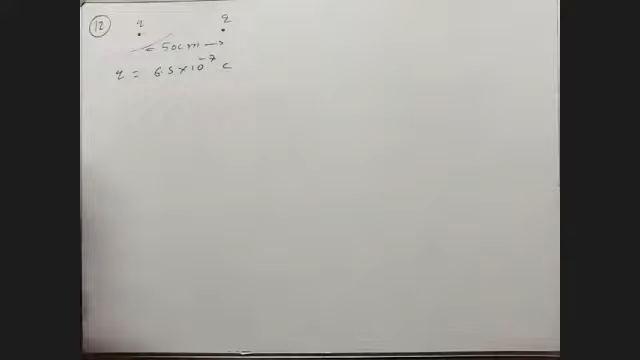 12 q q
← 50cm →
q = 6.5×10⁻⁷ C